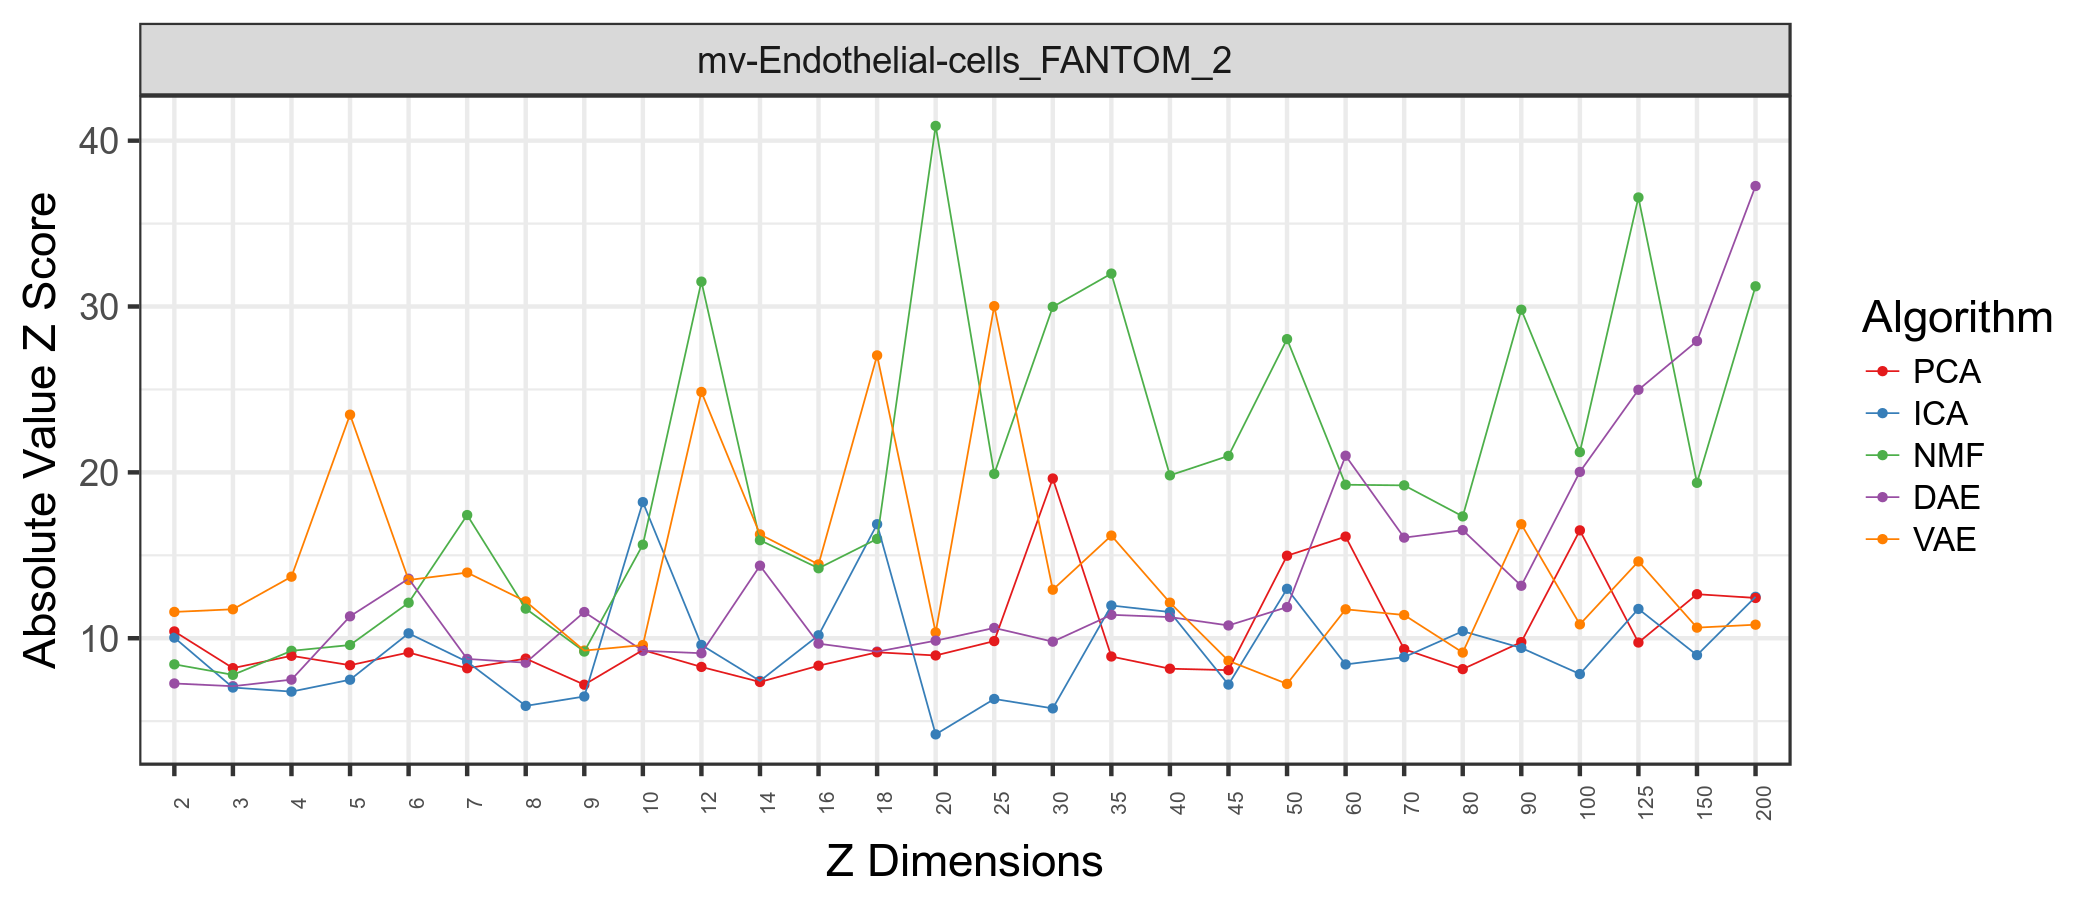 mv-Endothelial-cells_FANTOM_2
Absolute Value Z Score
40
30
20
10
2 3 4 5 6 7 8 9 10 12 14 16 18 20 25 30 35 40 45 50 60 70 80 90 100 125 150 200
Z Dimensions
Algorithm
PCA
ICA
NMF
DAE
VAE